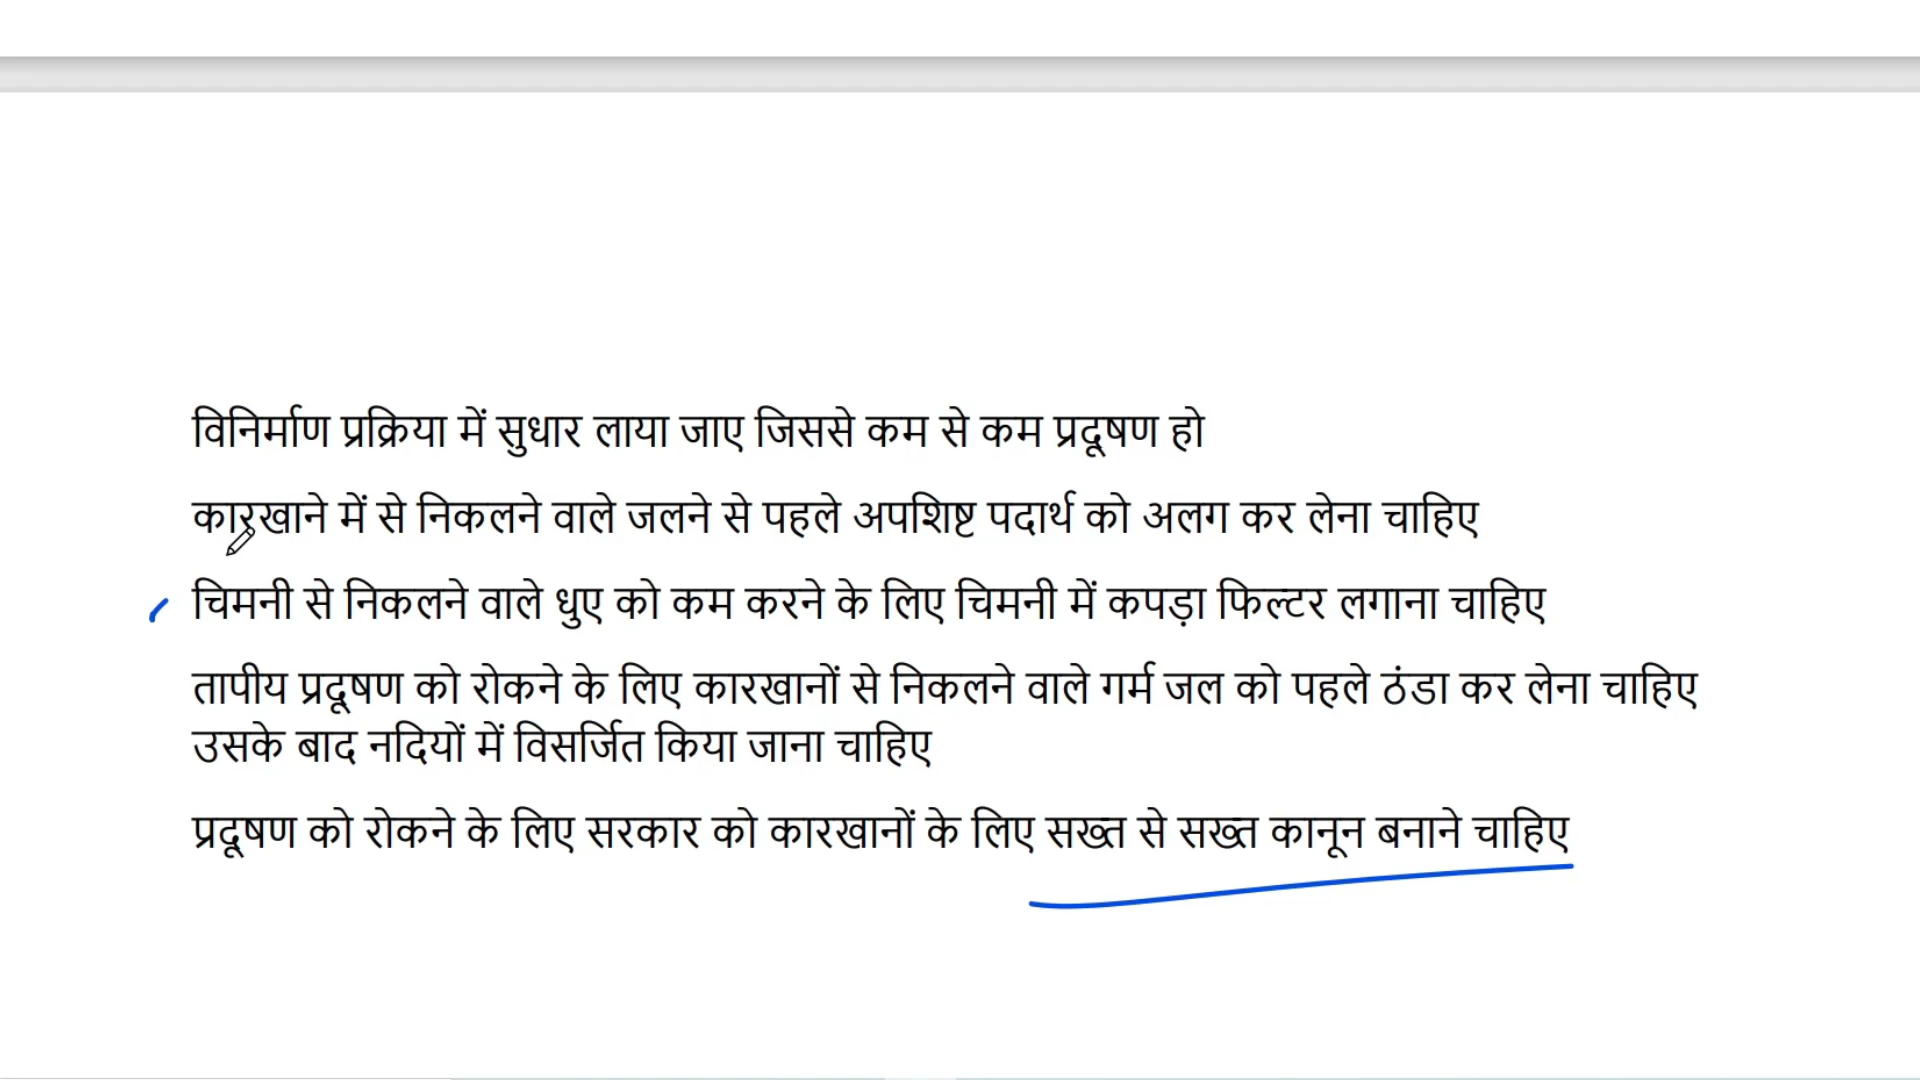 विनिर्माण प्रक्रिया में सुधार लाया जाए जिससे कम से कम प्रदूषण हो
कारखाने में से निकलने वाले जलने से पहले अपशिष्ट पदार्थ को अलग कर लेना चाहिए
चिमनी से निकलने वाले धुए को कम करने के लिए चिमनी में कपड़ा फिल्टर लगाना चाहिए
तापीय प्रदूषण को रोकने के लिए कारखानों से निकलने वाले गर्म जल को पहले ठंडा कर लेना चाहिए
उसके बाद नदियों में विसर्जित किया जाना चाहिए
प्रदूषण को रोकने के लिए सरकार को कारखानों के लिए सख्त से सख्त कानून बनाने चाहिए